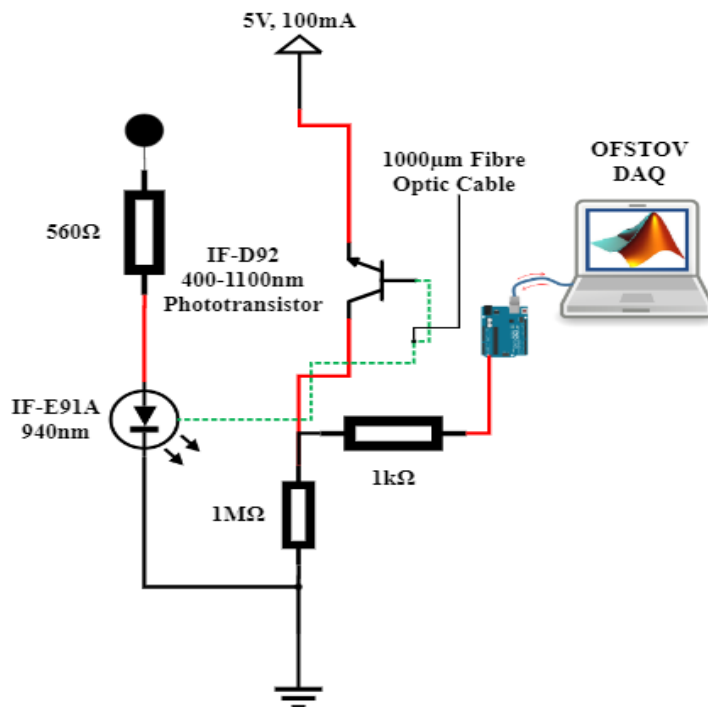 5V, 100mA
1000μm Fibre
Optic Cable
OFSTOV
DAQ
560Ω
IF-D92
400-1100nm
Phototransistor
IF-E91A
940nm
1kΩ
1MΩ